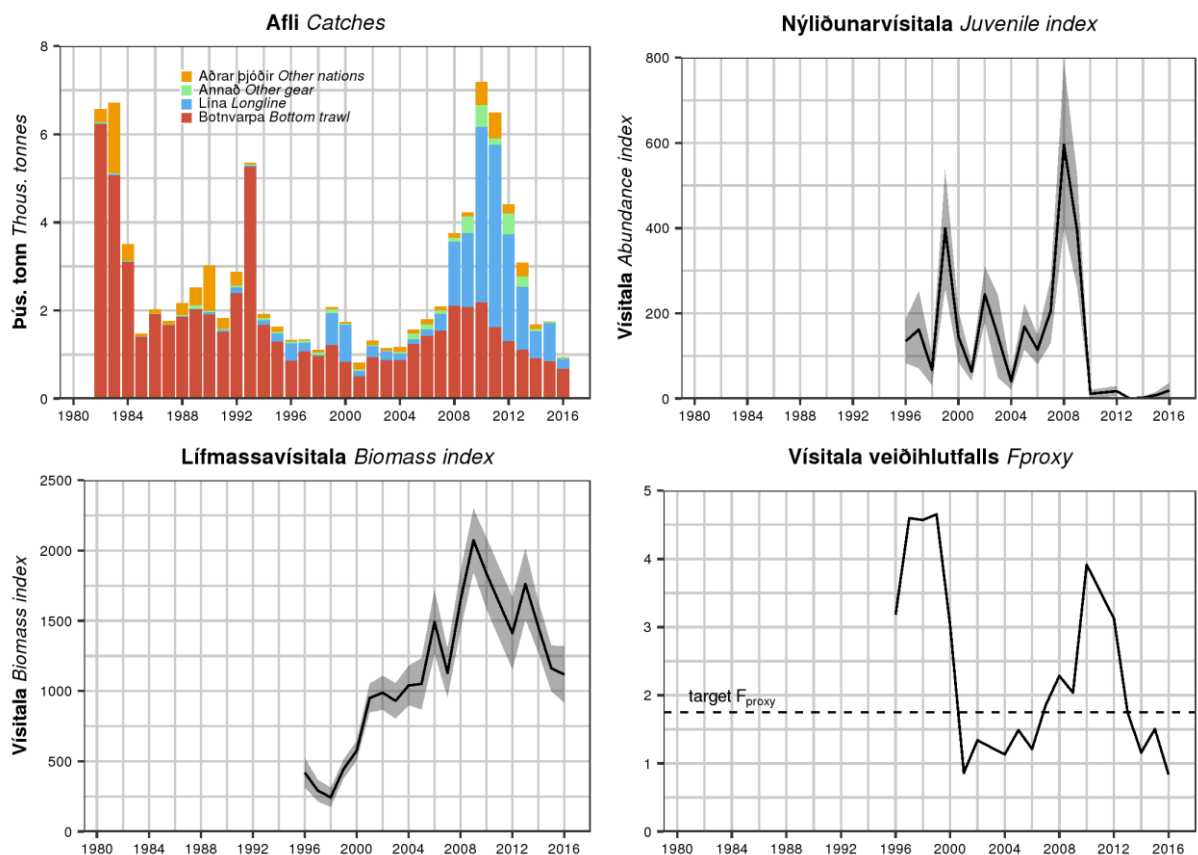 Afli Catches
Þús. tonn Thous. tonnes
8
6
4
2
0
Aðrar þjóðir Other nations
Annað Other gear
Lína Longline
Botnvarpa Bottom trawl
1980 1984 1988 1992 1996 2000 2004 2008 2012 2016
Nýliðunarvísitala Juvenile index
Vísitala Abundance index
800
600
400
200
0
1980 1984 1988 1992 1996 2000 2004 2008 2012 2016
Lífmassavísitala Biomass index
Vísitala Biomass index
2500
2000
1500
1000
500
0
1980 1984 1988 1992 1996 2000 2004 2008 2012 2016
Vísitala veiðihlutfalls Fproxy
5
4
3
2
1
0
target Fproxy
1980 1984 1988 1992 1996 2000 2004 2008 2012 2016